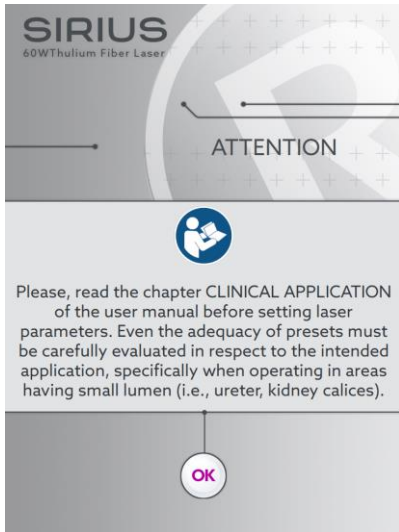 SIRIUS
60WThulium Fiber Laser
ATTENTION
Please, read the chapter CLINICAL APPLICATION
of the user manual before setting laser
parameters. Even the adequacy of presets must
be carefully evaluated in respect to the intended
application, specifically when operating in areas
having small lumen (i.e., ureter, kidney calices).
OK